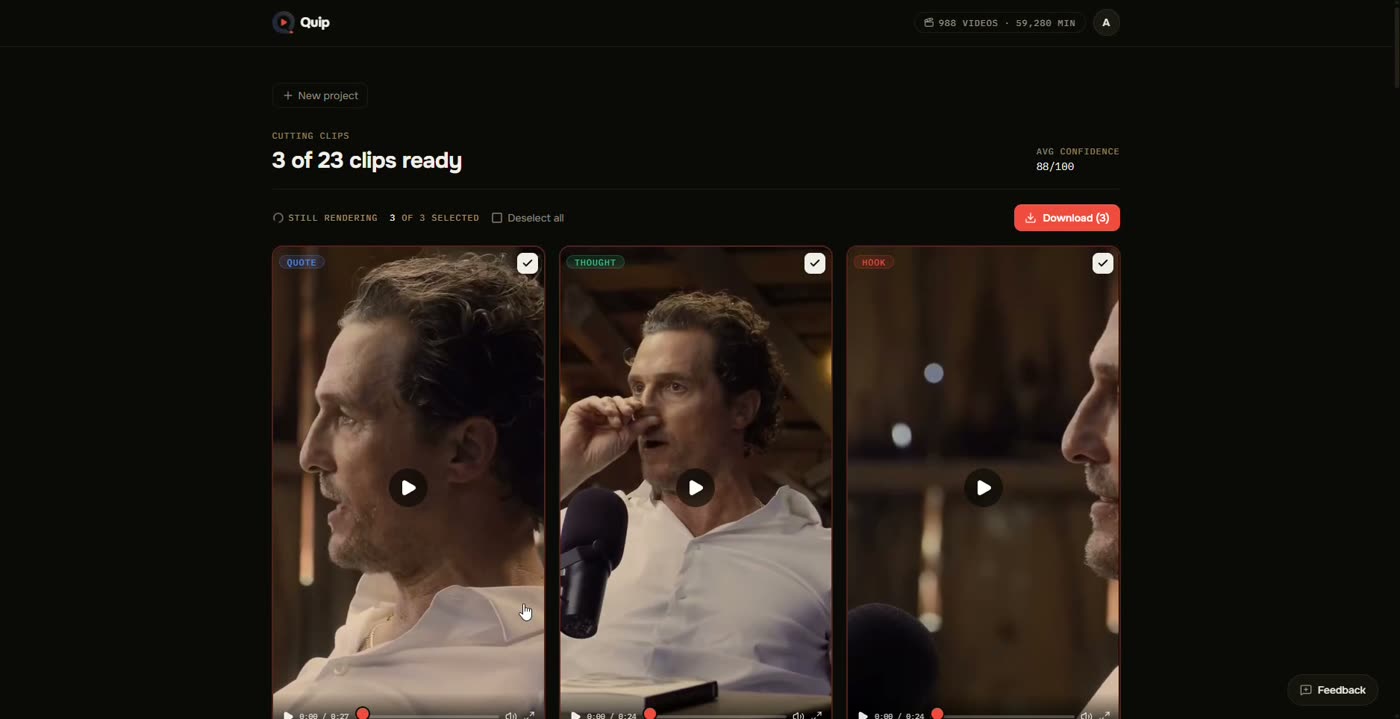 Quip
988 VIDEOS · 59,280 MIN
A
+ New project
CUTTING CLIPS
3 of 23 clips ready
AVG CONFIDENCE
88/100
STILL RENDERING
3 OF 3 SELECTED
Deselect all
Download (3)
QUOTE
THOUGHT
HOOK
0:00 / 0:27
0:00 / 0:24
0:00 / 0:24
Feedback